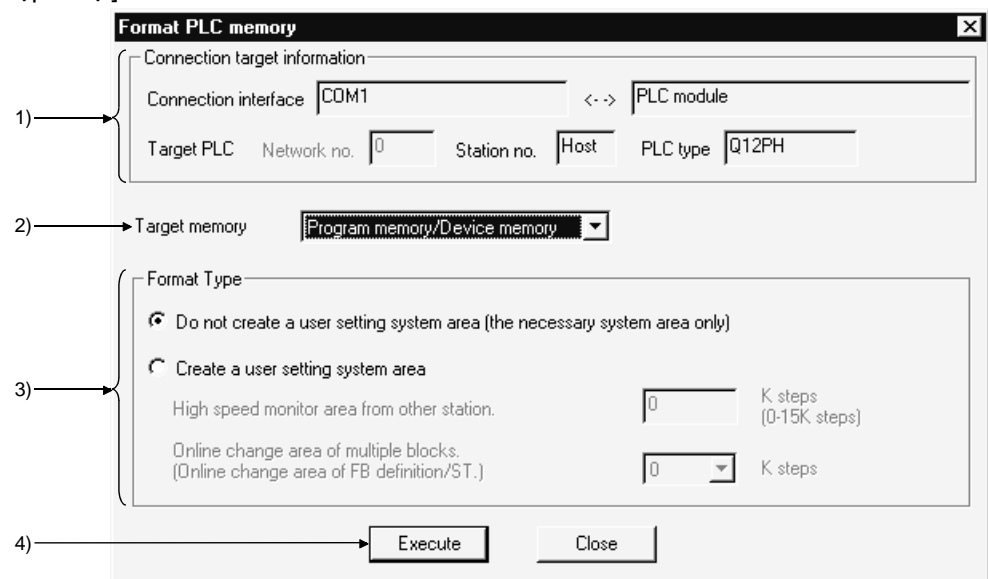 Format PLC memory
Connection target information
Connection interface COM1 <--> PLC module
1)
Target PLC Network no. 0 Station no. Host PLC type Q12PH
2) Target memory Program memory/Device memory
Format Type
Do not create a user setting system area (the necessary system area only)
Create a user setting system area
3)
High speed monitor area from other station. 0 K steps
(0-15K steps)
Online change area of multiple blocks.
(Online change area of FB definition/ST.) 0 K steps
4) Execute Close